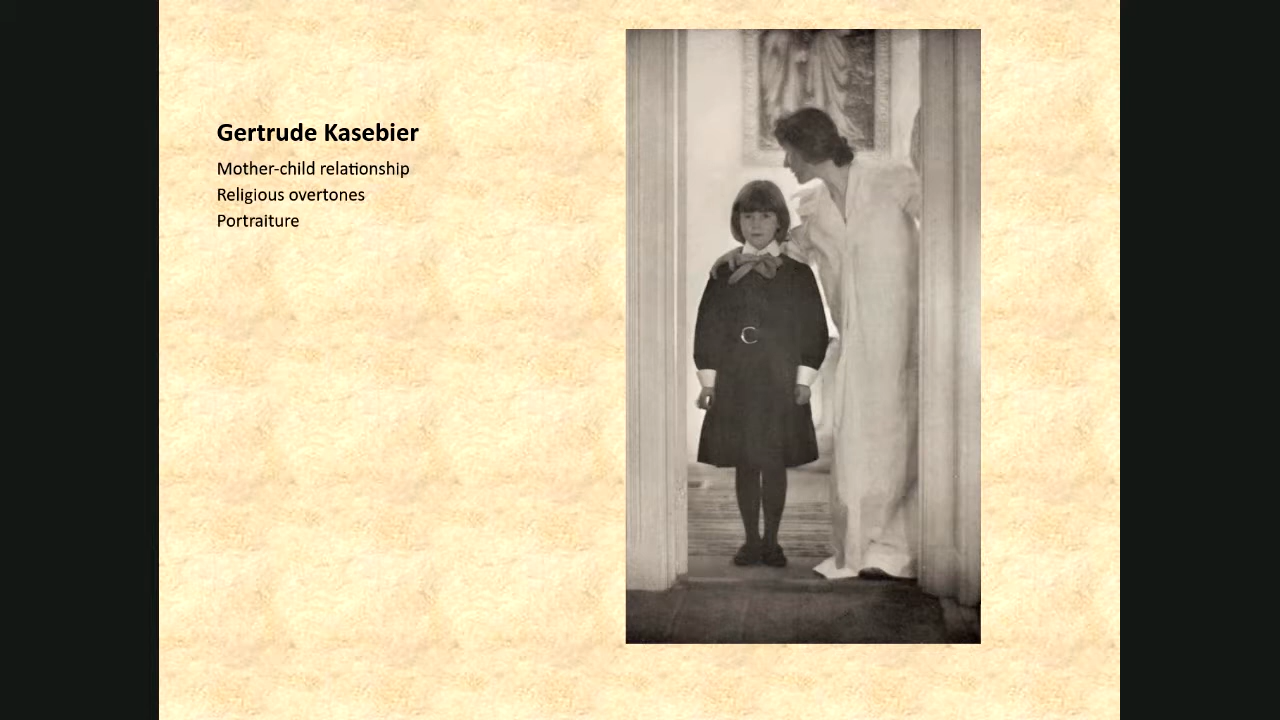 Gertrude Kasebier
Mother-child relationship
Religious overtones
Portraiture